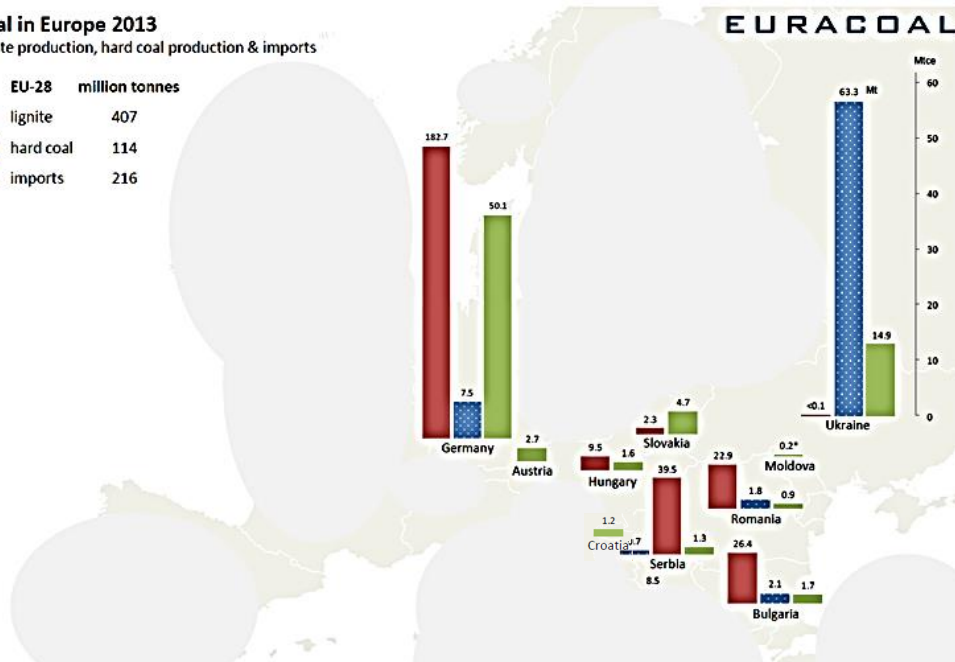 al in Europe 2013
te production, hard coal production & imports
EURACOAL
EU-28 million tonnes
lignite 407
hard coal 114
imports 216
Mtce
60
50
40
30
20
10
0
182.7
7.5
50.1
Germany
2.7
Austria
63.3 Mt
<0.1
14.9
Ukraine
2.3
4.7
Slovakia
9.5
1.6
Hungary
0.2*
Moldova
22.9
1.8
0.9
Romania
1.2
Croatia
.7
39.5
1.3
Serbia
8.5
26.4
2.1
1.7
Bulgaria